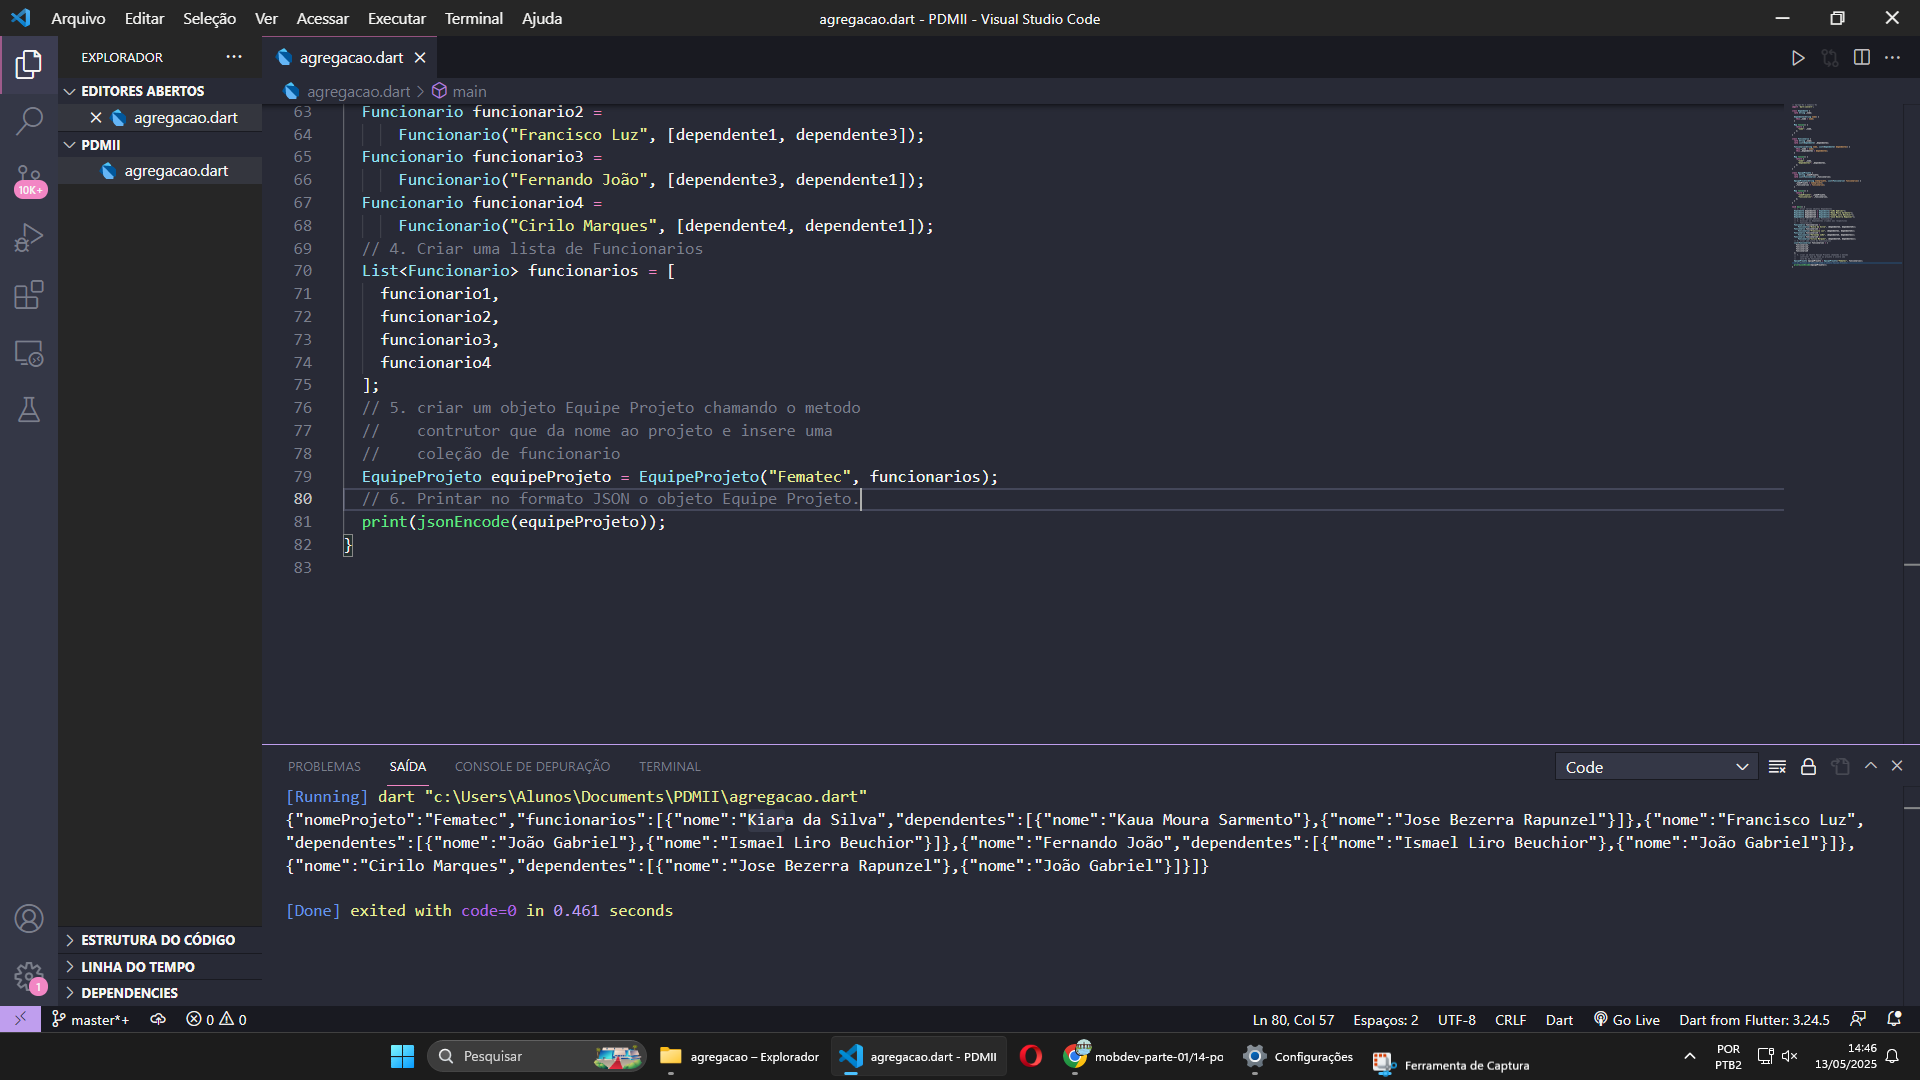 Arquivo Editar Seleção Ver Acessar Executar Terminal Ajuda
agregacao.dart - PDMII - Visual Studio Code
EXPLORADOR
EDITORES ABERTOS
agregacao.dart
PDMII
agregacao.dart
10K+
1
ESTRUTURA DO CÓDIGO
LINHA DO TEMPO
DEPENDENCIES
agregacao.dart
agregacao.dart > main
63 Funcionario funcionario2 =
64 Funcionario("Francisco Luz", [dependente1, dependente3]);
65 Funcionario funcionario3 =
66 Funcionario("Fernando João", [dependente3, dependente1]);
67 Funcionario funcionario4 =
68 Funcionario("Cirilo Marques", [dependente4, dependente1]);
69 // 4. Criar uma lista de Funcionarios
70 List<Funcionario> funcionarios = [
71 funcionario1,
72 funcionario2,
73 funcionario3,
74 funcionario4
75 ];
76 // 5. criar um objeto Equipe Projeto chamando o metodo
77 // contrutor que da nome ao projeto e insere uma
78 // coleção de funcionario
79 EquipeProjeto equipeProjeto = EquipeProjeto("Fematec", funcionarios);
80 // 6. Printar no formato JSON o objeto Equipe Projeto.
81 print(jsonEncode(equipeProjeto));
82 }
83
PROBLEMAS SAÍDA CONSOLE DE DEPURAÇÃO TERMINAL
Code
[Running] dart "c:\Users\Alunos\Documents\PDMII\agregacao.dart"
{"nomeProjeto":"Fematec","funcionarios":[{"nome":"Kiara da Silva","dependentes":[{"nome":"Kaua Moura Sarmento"},{"nome":"Jose Bezerra Rapunzel"}]},{"nome":"Francisco Luz",
"dependentes":[{"nome":"João Gabriel"},{"nome":"Ismael Liro Beuchior"}]},{"nome":"Fernando João","dependentes":[{"nome":"Ismael Liro Beuchior"},{"nome":"João Gabriel"}]},
{"nome":"Cirilo Marques","dependentes":[{"nome":"Jose Bezerra Rapunzel"},{"nome":"João Gabriel"}]}]}
[Done] exited with code=0 in 0.461 seconds
master*+ 0 0
Ln 80, Col 57 Espaços: 2 UTF-8 CRLF Dart Go Live Dart from Flutter: 3.24.5
Pesquisar
agregacao – Explorador
agregacao.dart - PDMII
mobdev-parte-01/14-po
Configurações
Ferramenta de Captura
POR
PTB2
14:46
13/05/2025